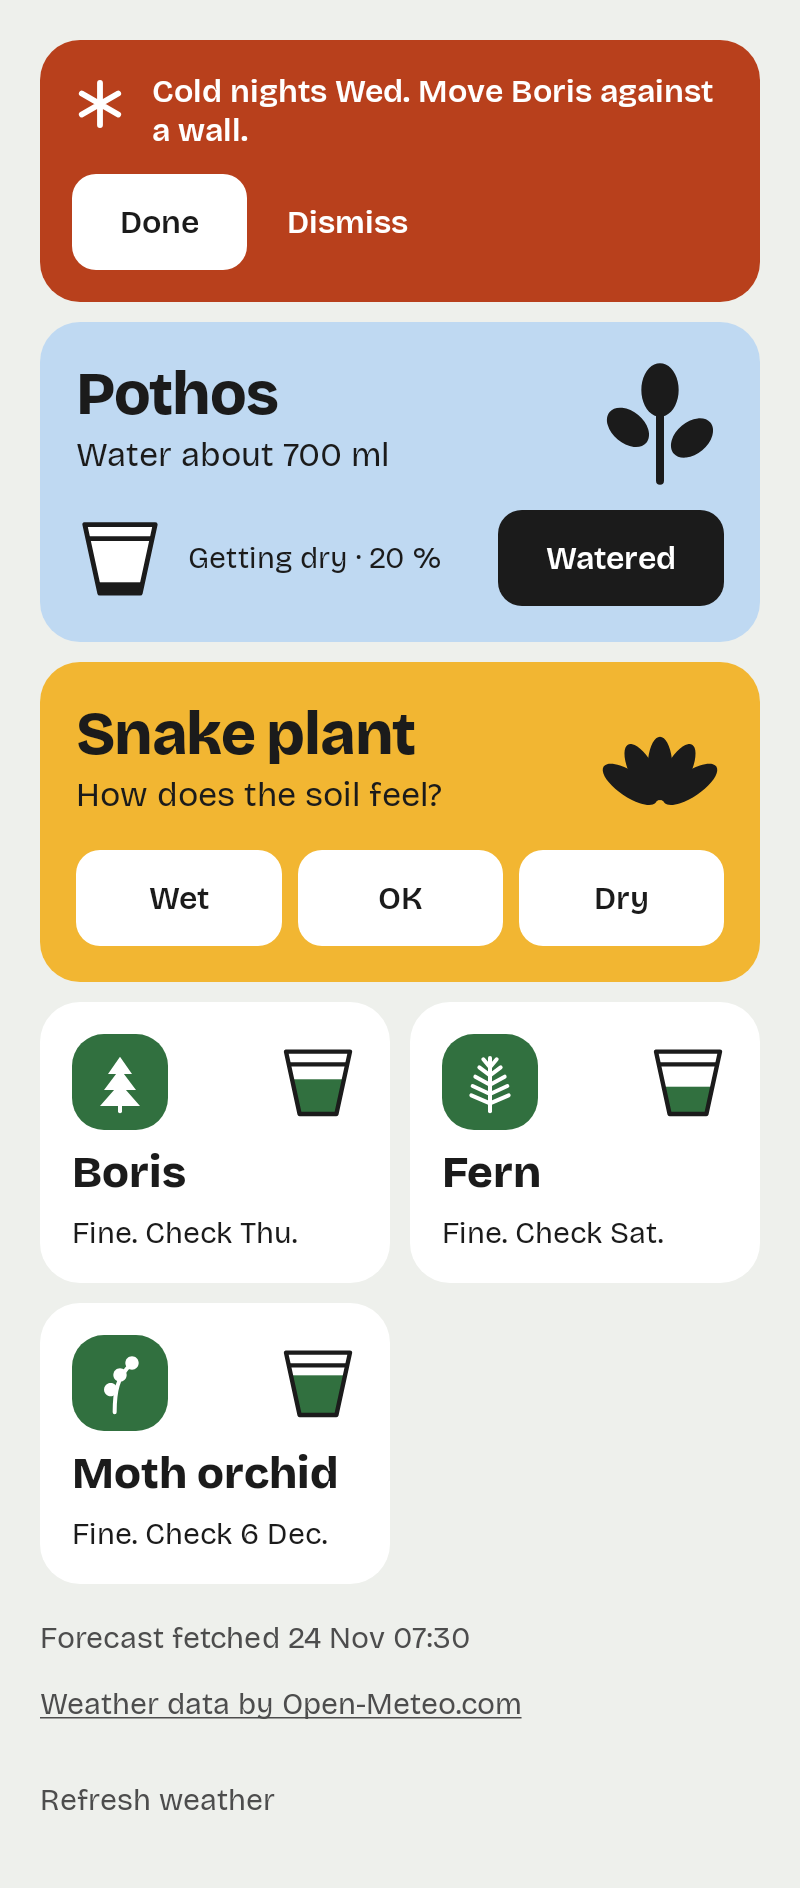 Cold nights Wed. Move Boris against
a wall.
Done
Dismiss
Pothos
Water about 700 ml
Getting dry · 20 %
Watered
Snake plant
How does the soil feel?
Wet
OK
Dry
Boris
Fine. Check Thu.
Fern
Fine. Check Sat.
Moth orchid
Fine. Check 6 Dec.
Forecast fetched 24 Nov 07:30
Weather data by Open-Meteo.com
Refresh weather